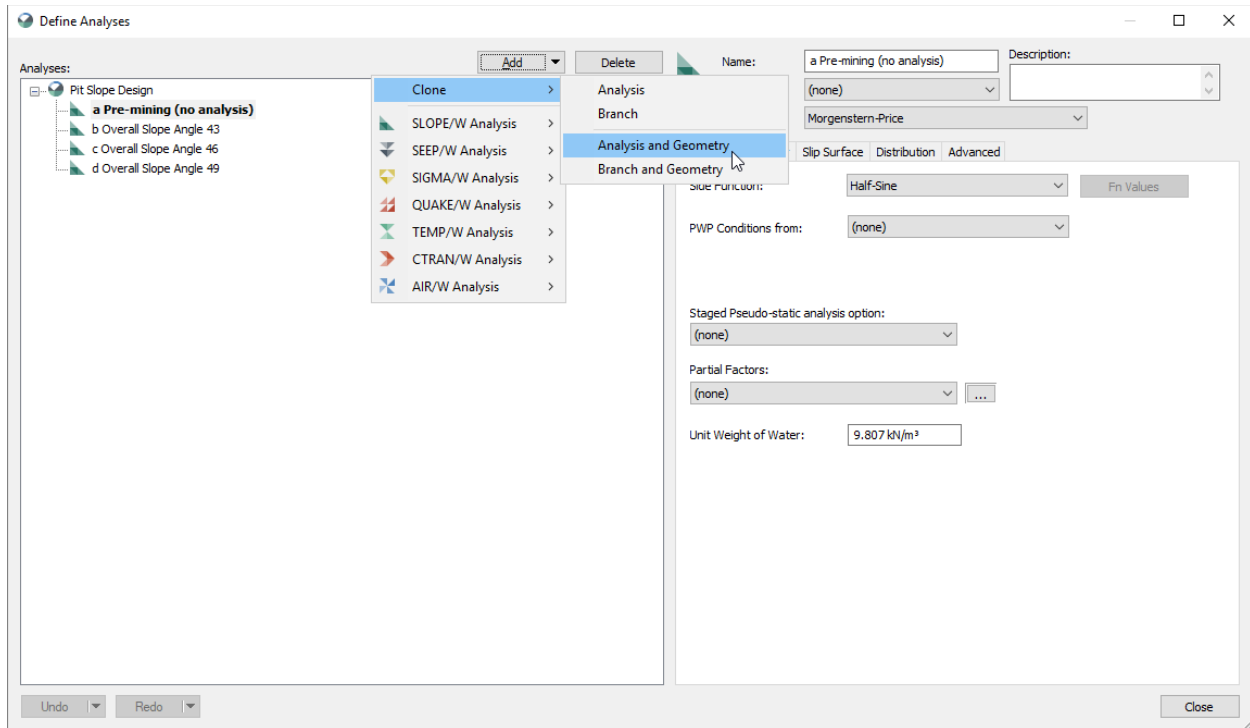 Define Analyses
Analyses:
Add
Delete
Name:
a Pre-mining (no analysis)
Description:
Pit Slope Design
a Pre-mining (no analysis)
b Overall Slope Angle 43
c Overall Slope Angle 46
d Overall Slope Angle 49
Clone
SLOPE/W Analysis
SEEP/W Analysis
SIGMA/W Analysis
QUAKE/W Analysis
TEMP/W Analysis
CTRAN/W Analysis
AIR/W Analysis
Analysis
Branch
Analysis and Geometry
Branch and Geometry
(none)
Morgenstern-Price
Slip Surface Distribution Advanced
Side Function:
Half-Sine
Fn Values
PWP Conditions from:
(none)
Staged Pseudo-static analysis option:
(none)
Partial Factors:
(none)
...
Unit Weight of Water:
9.807 kN/m³
Undo
Redo
Close